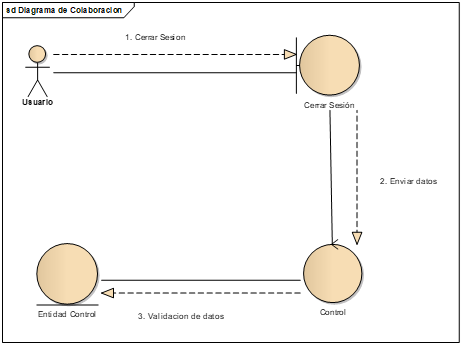 sd Diagrama de Colaboracion
1. Cerrar Sesion
Usuario
Cerrar Sesión
2. Enviar datos
Entidad Control
Control
3. Validacion de datos